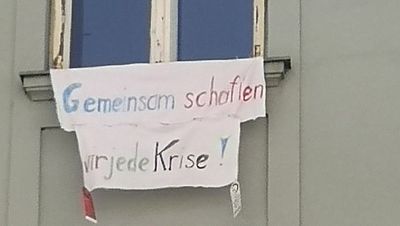 Gemeinsam schaffen
wir jede Krise!